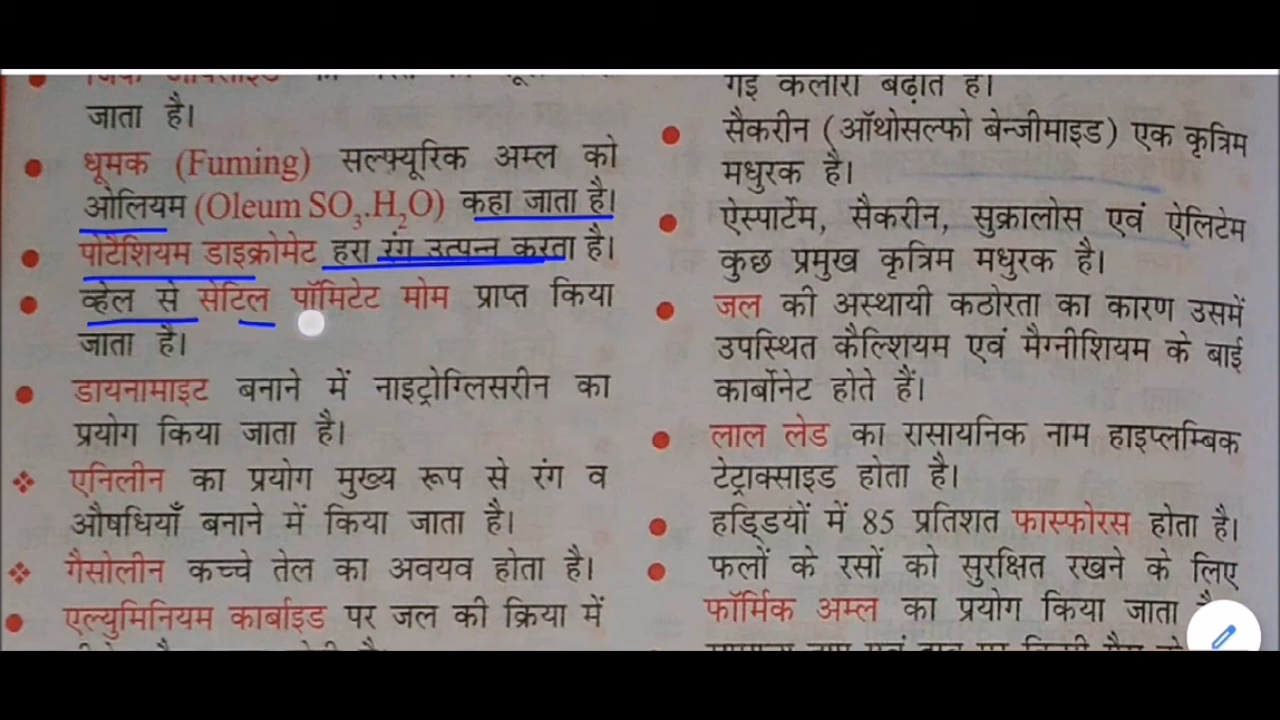 जाता है।
धूमक (Fuming) सल्फ्यूरिक अम्ल को
ओलियम (Oleum SO3.H2O) कहा जाता है।
पोटैशियम डाइक्रोमेट हरा रंग उत्पन्न करता है।
व्हेल से सेटिल पॉमिटेट मोम प्राप्त किया
जाता है।
डायनामाइट बनाने में नाइट्रोग्लिसरीन का
प्रयोग किया जाता है।
एनिलीन का प्रयोग मुख्य रूप से रंग व
औषधियाँ बनाने में किया जाता है।
गैसोलीन कच्चे तेल का अवयव होता है।
एल्युमिनियम कार्बाइड पर जल की क्रिया में
गई कलोरी बढ़ाते हैं।
सैकरीन (ऑथोसल्फो बेन्जीमाइड) एक कृत्रिम
मधुरक है।
ऐस्पार्टेम, सैकरीन, सुक्रालोस एवं ऐलिटेम
कुछ प्रमुख कृत्रिम मधुरक है।
जल की अस्थायी कठोरता का कारण उसमें
उपस्थित कैल्शियम एवं मैग्नीशियम के बाई
कार्बोनेट होते हैं।
लाल लेड का रासायनिक नाम हाइप्लम्बिक
टेट्राक्साइड होता है।
हड्डियों में 85 प्रतिशत फास्फोरस होता है।
फलों के रसों को सुरक्षित रखने के लिए
फॉर्मिक अम्ल का प्रयोग किया जाता